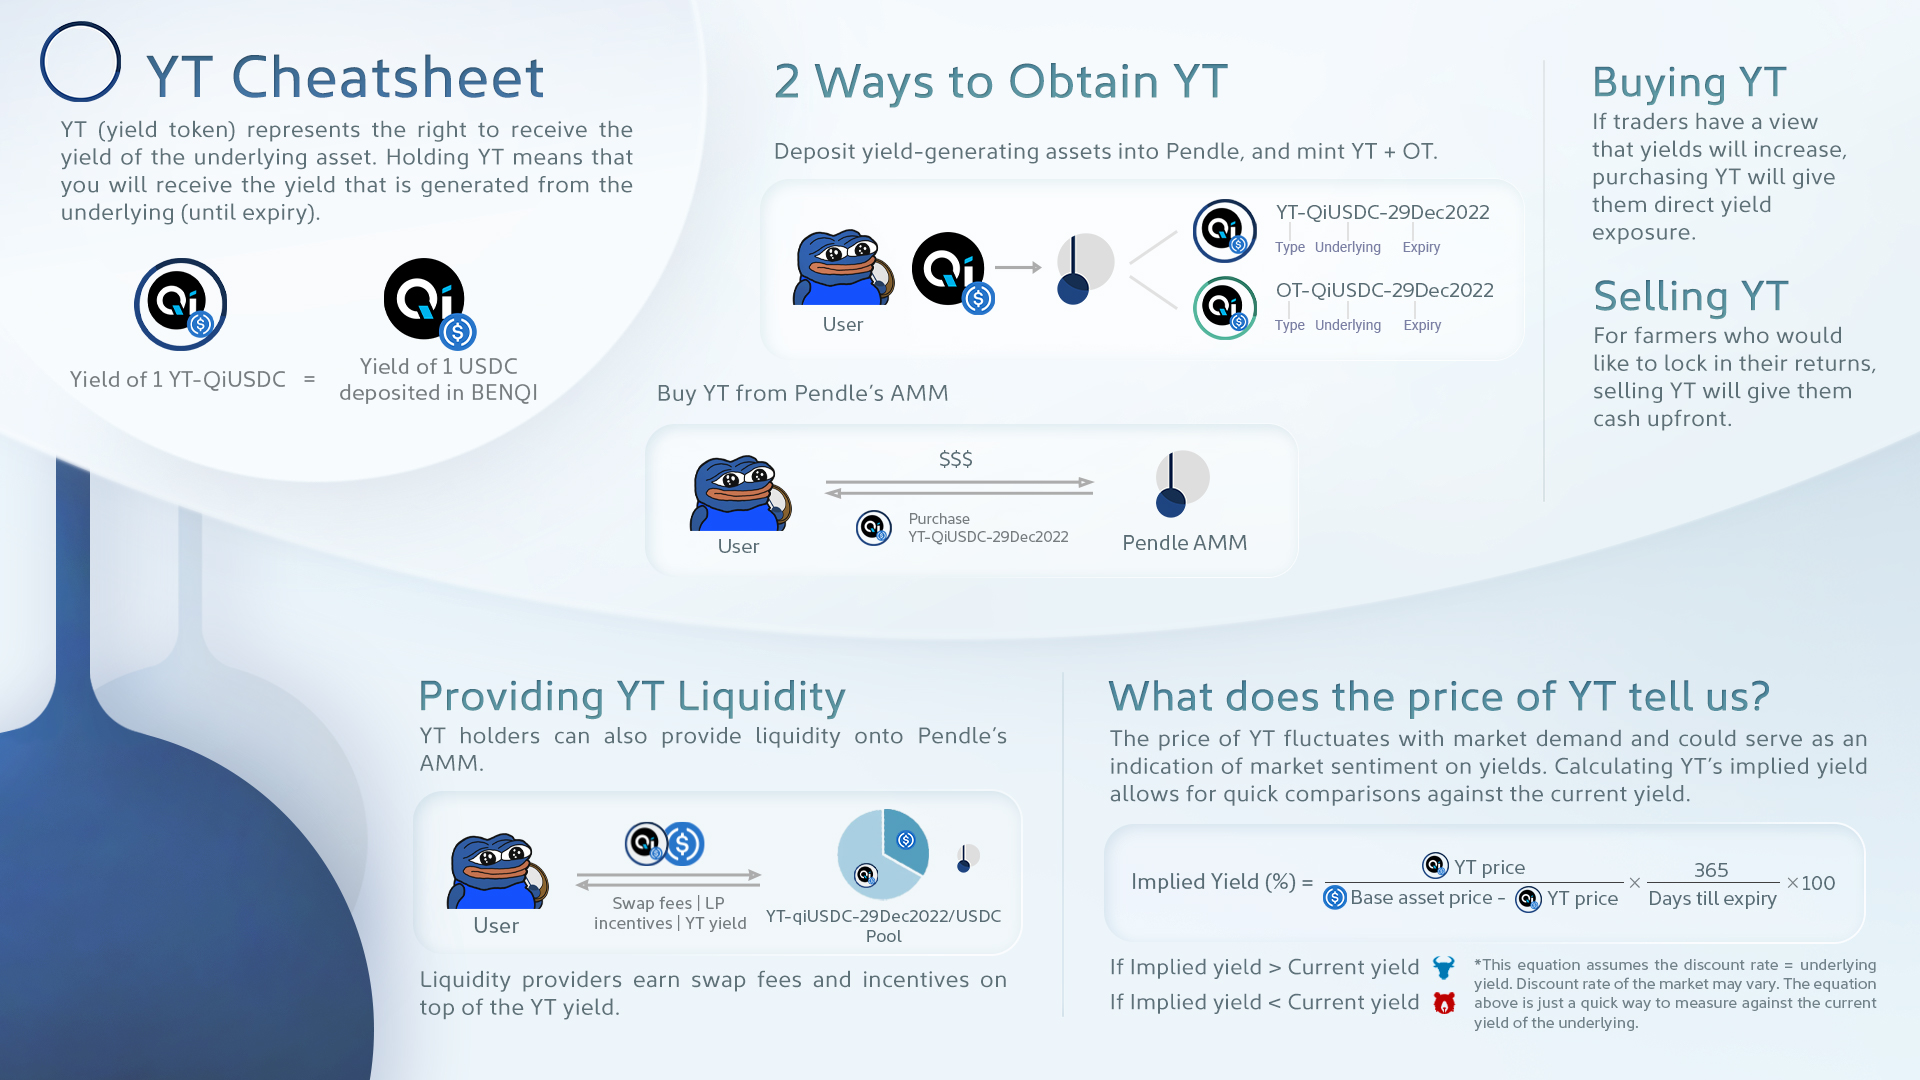 YT Cheatsheet
YT (yield token) represents the right to receive the
yield of the underlying asset. Holding YT means that
you will receive the yield that is generated from the
underlying (until expiry).
Qi
Qi
Yield of 1 YT-QiUSDC =
Yield of 1 USDC
deposited in BENQI
2 Ways to Obtain YT
Deposit yield-generating assets into Pendle, and mint YT + OT.
User
Qi
Qi
YT-QiUSDC-29Dec2022
Type Underlying Expiry
Qi
OT-QiUSDC-29Dec2022
Type Underlying Expiry
Buy YT from Pendle's AMM
User
$$$
Qi
Purchase
YT-QiUSDC-29Dec2022
Pendle AMM
Buying YT
If traders have a view
that yields will increase,
purchasing YT will give
them direct yield
exposure.
Selling YT
For farmers who would
like to lock in their returns,
selling YT will give them
cash upfront.
Providing YT Liquidity
YT holders can also provide liquidity onto Pendle's
AMM.
User
Qi $
Swap fees | LP
incentives | YT yield
$
Qi
YT-qiUSDC-29Dec2022/USDC
Pool
Liquidity providers earn swap fees and incentives on
top of the YT yield.
What does the price of YT tell us?
The price of YT fluctuates with market demand and could serve as an
indication of market sentiment on yields. Calculating YT's implied yield
allows for quick comparisons against the current yield.
Implied Yield (%) =
Qi YT price
$ Base asset price - Qi YT price
×
365
Days till expiry
×100
If Implied yield > Current yield
If Implied yield < Current yield
*This equation assumes the discount rate = underlying
yield. Discount rate of the market may vary. The equation
above is just a quick way to measure against the current
yield of the underlying.